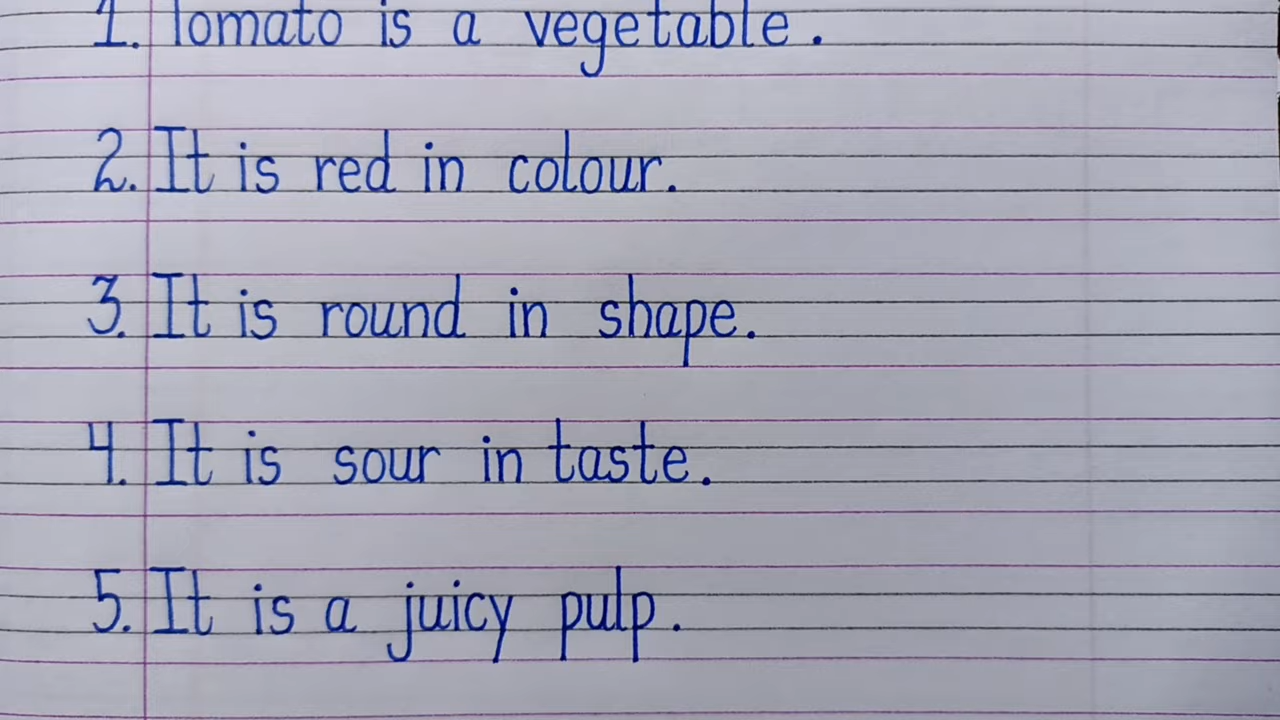 1. Tomato is a vegetable.
2. It is red in colour.
3. It is round in shape.
4. It is sour in taste.
5. It is a juicy pulp.